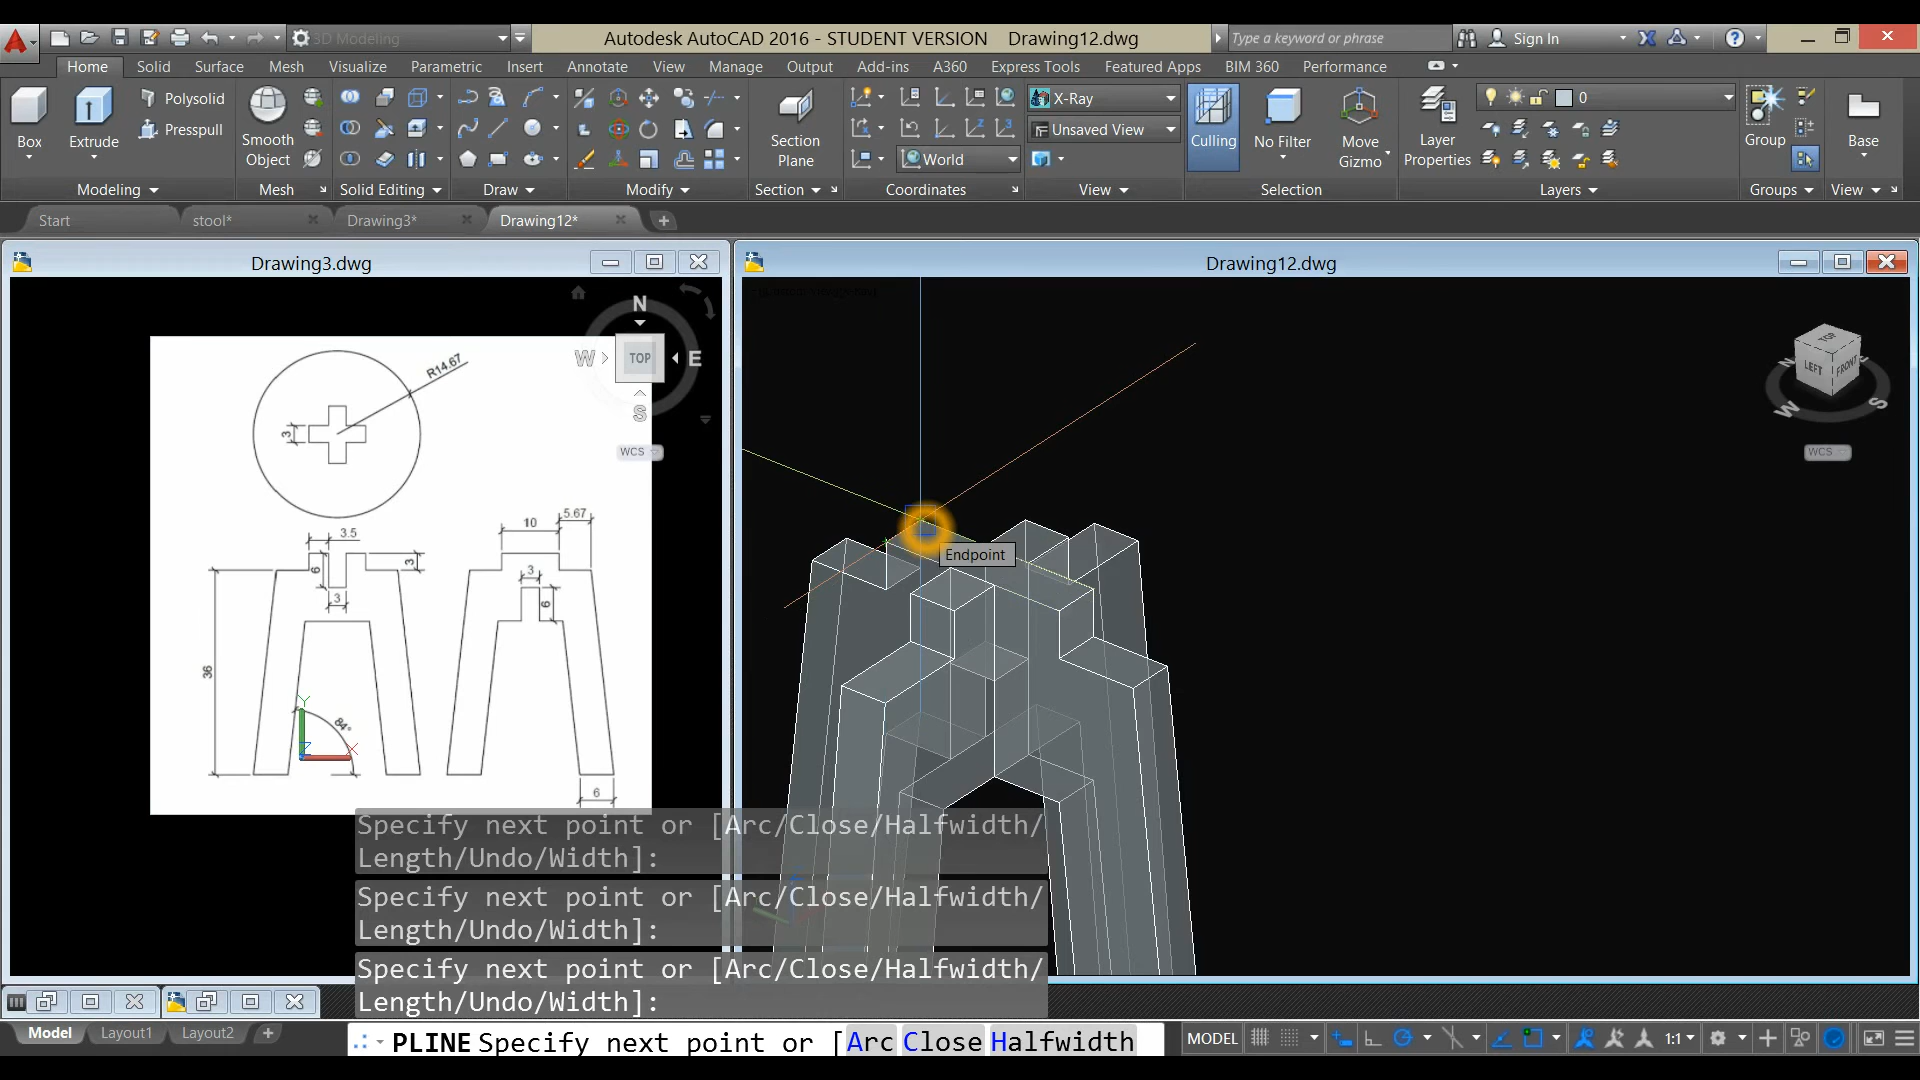 3D Modeling
Autodesk AutoCAD 2016 - STUDENT VERSION Drawing12.dwg
Type a keyword or phrase
Sign In
Home Solid Surface Mesh Visualize Parametric Insert Annotate View Manage Output Add-ins A360 Express Tools Featured Apps BIM 360 Performance
Box
Extrude
Polysolid
Presspull
Smooth
Object
Section
Plane
World
X-Ray
Unsaved View
Culling
No Filter
Move
Gizmo
Layer
Properties
0
Group
Base
Modeling Mesh Solid Editing Draw Modify Section Coordinates View Selection Layers Groups View
Start stool* Drawing3* Drawing12*
Drawing3.dwg
Drawing12.dwg
N
W TOP E
S
WCS
R14.67
3
3.5
6
3
3
36
84°
10
5.67
3
6
6
Y
X
Z
Endpoint
TOP
LEFT FRONT
N
W S
WCS
Specify next point or [Arc/Close/Halfwidth/
Length/Undo/Width]:
Specify next point or [Arc/Close/Halfwidth/
Length/Undo/Width]:
Specify next point or [Arc/Close/Halfwidth/
Length/Undo/Width]:
Model Layout1 Layout2
PLINE Specify next point or [Arc Close Halfwidth
MODEL
1:1